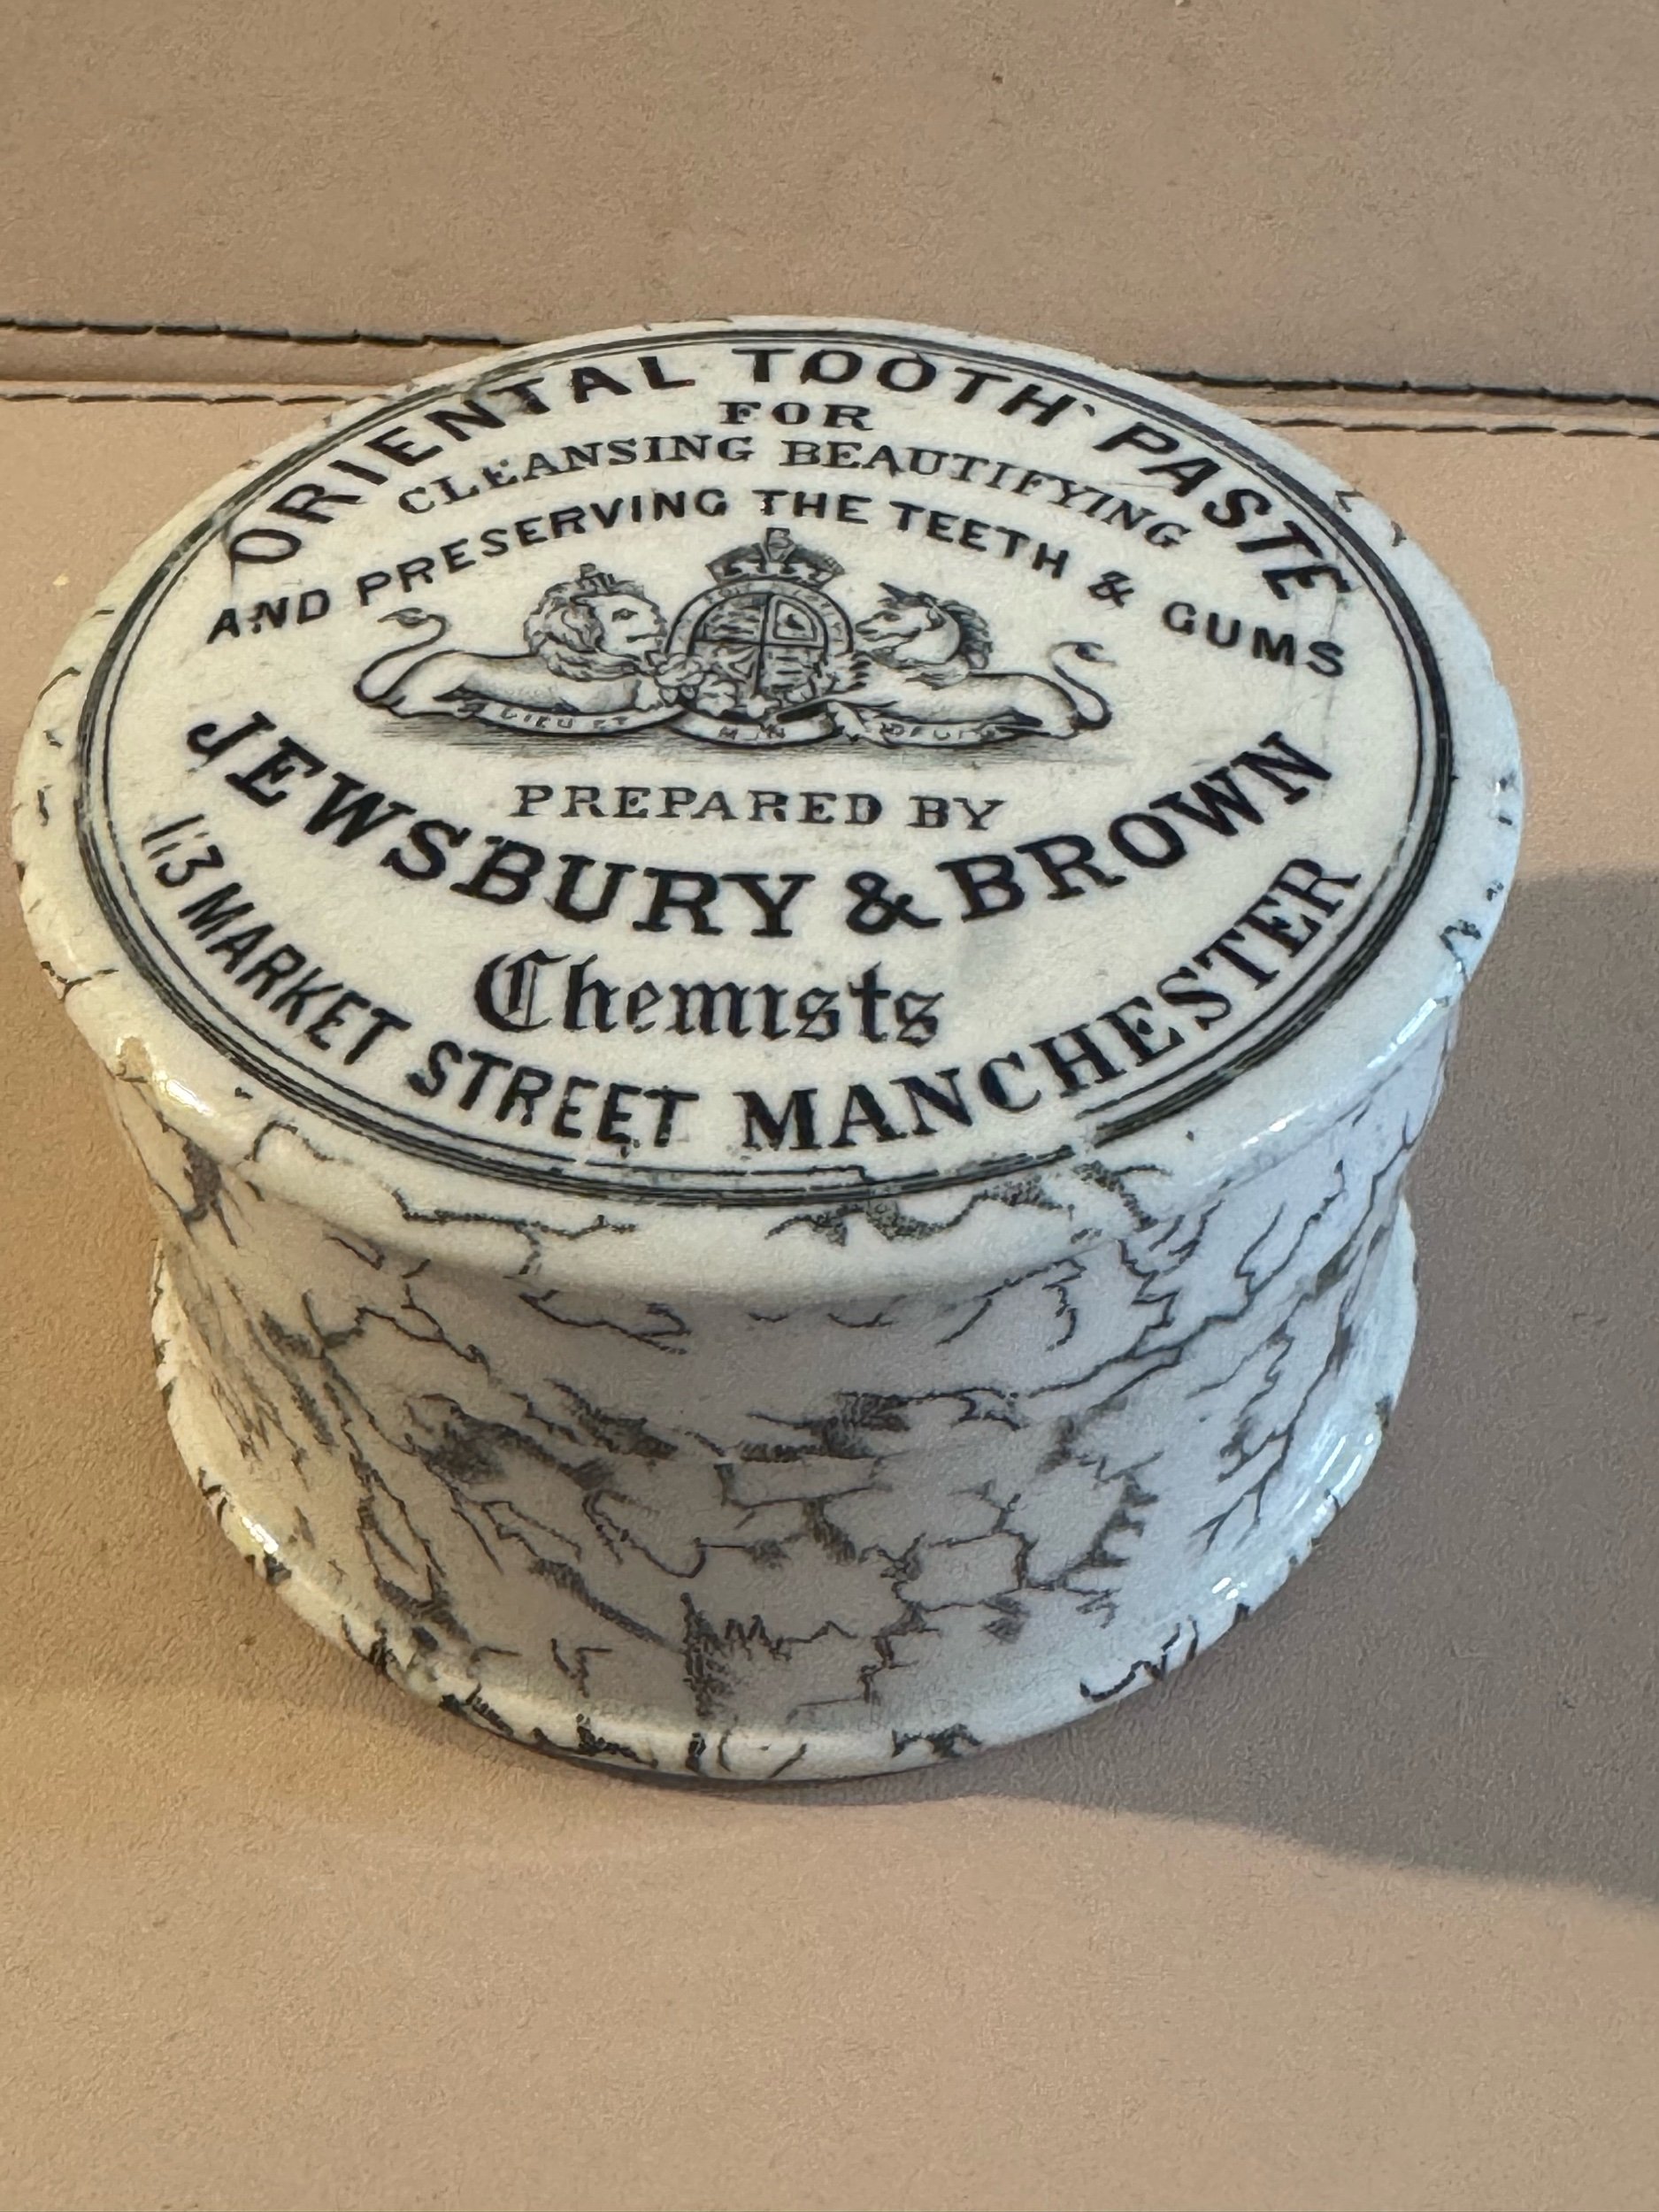 ORIENTAL TOOTH PASTE
FOR
CLEANSING BEAUTIFYING
AND PRESERVING THE TEETH & GUMS
PREPARED BY
JEWSBURY & BROWN
Chemists
113 MARKET STREET MANCHESTER